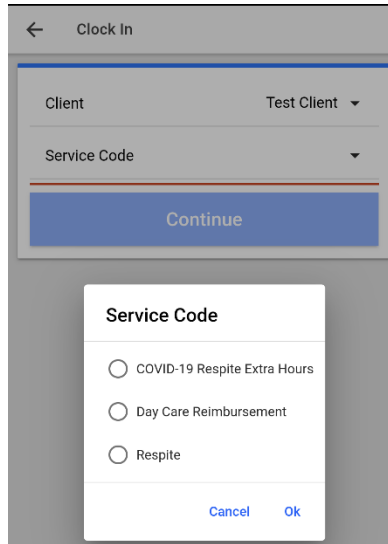 Clock In
Client Test Client
Service Code
Continue
Service Code
COVID-19 Respite Extra Hours
Day Care Reimbursement
Respite
Cancel Ok